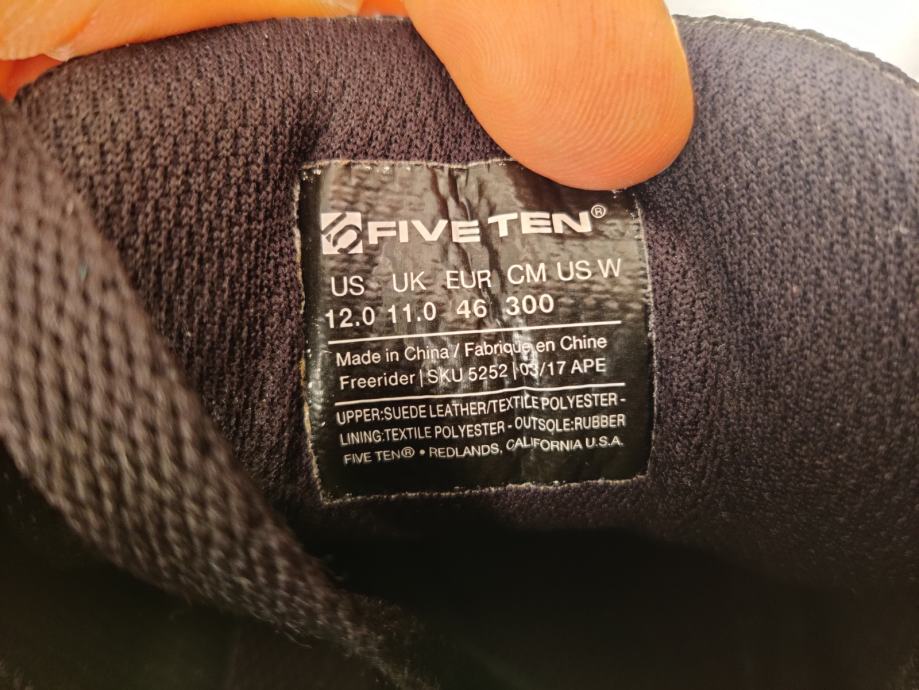 FIVE TEN®
US UK EUR CM US W
12.0 11.0 46 300
Made in China / Fabriqué en Chine
Freerider | SKU 5252 | 03/17 APE
UPPER:SUEDE LEATHER/TEXTILE POLYESTER -
LINING:TEXTILE POLYESTER - OUTSOLE:RUBBER
FIVE TEN® • REDLANDS, CALIFORNIA U.S.A.